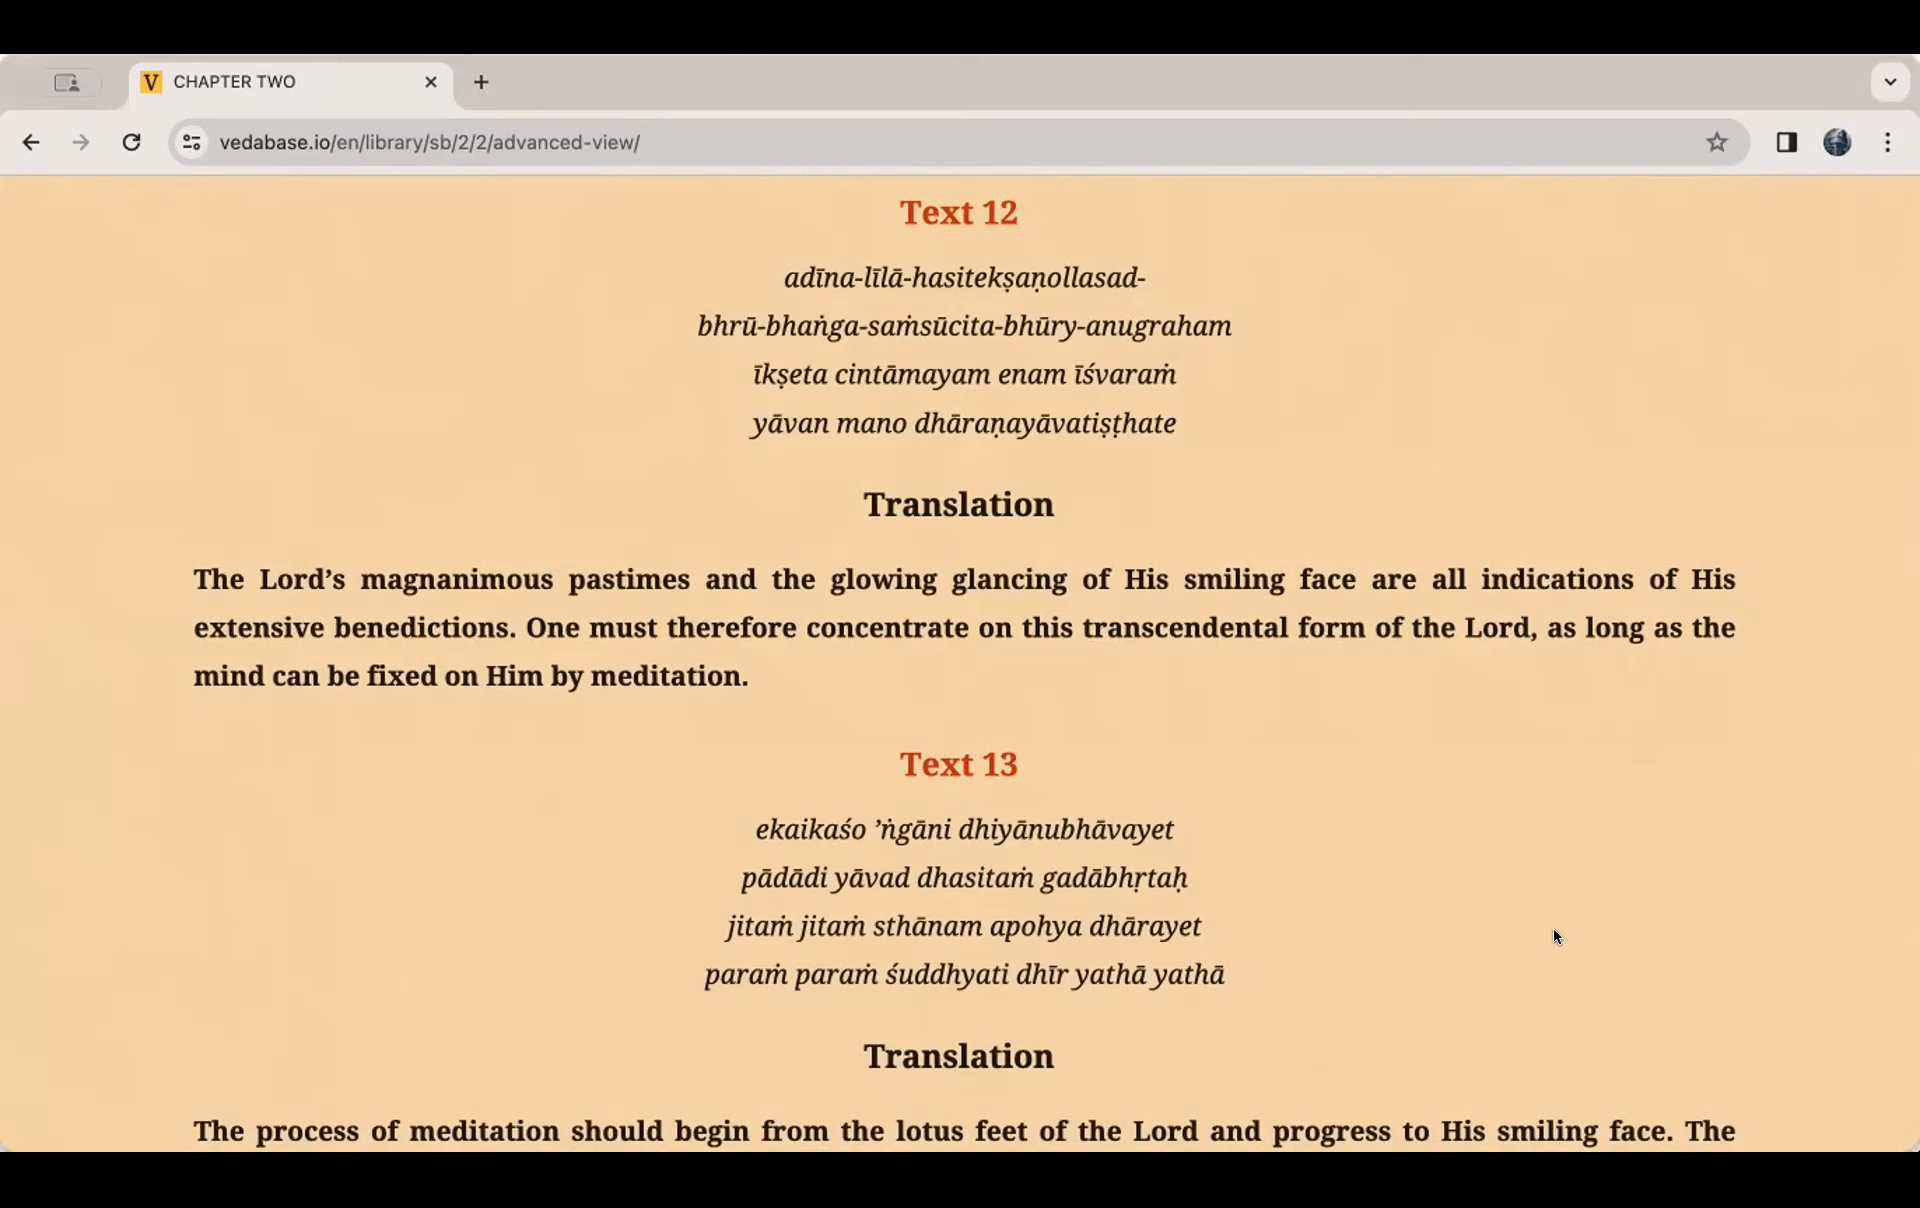 CHAPTER TWO
vedabase.io/en/library/sb/2/2/advanced-view/
Text 12
adīna-līlā-hasitekṣaṇollasad-
bhrū-bhaṅga-saṁsūcita-bhūry-anugraham
īkṣeta cintāmayam enam īśvaraṁ
yāvan mano dhāraṇayāvatiṣṭhate
Translation
The Lord’s magnanimous pastimes and the glowing glancing of His smiling face are all indications of His
extensive benedictions. One must therefore concentrate on this transcendental form of the Lord, as long as the
mind can be fixed on Him by meditation.
Text 13
ekaikaśo ’ṅgāni dhiyānubhāvayet
pādādi yāvad dhasitaṁ gadābhṛtaḥ
jitaṁ jitaṁ sthānam apohya dhārayet
paraṁ paraṁ śuddhyati dhīr yathā yathā
Translation
The process of meditation should begin from the lotus feet of the Lord and progress to His smiling face. The